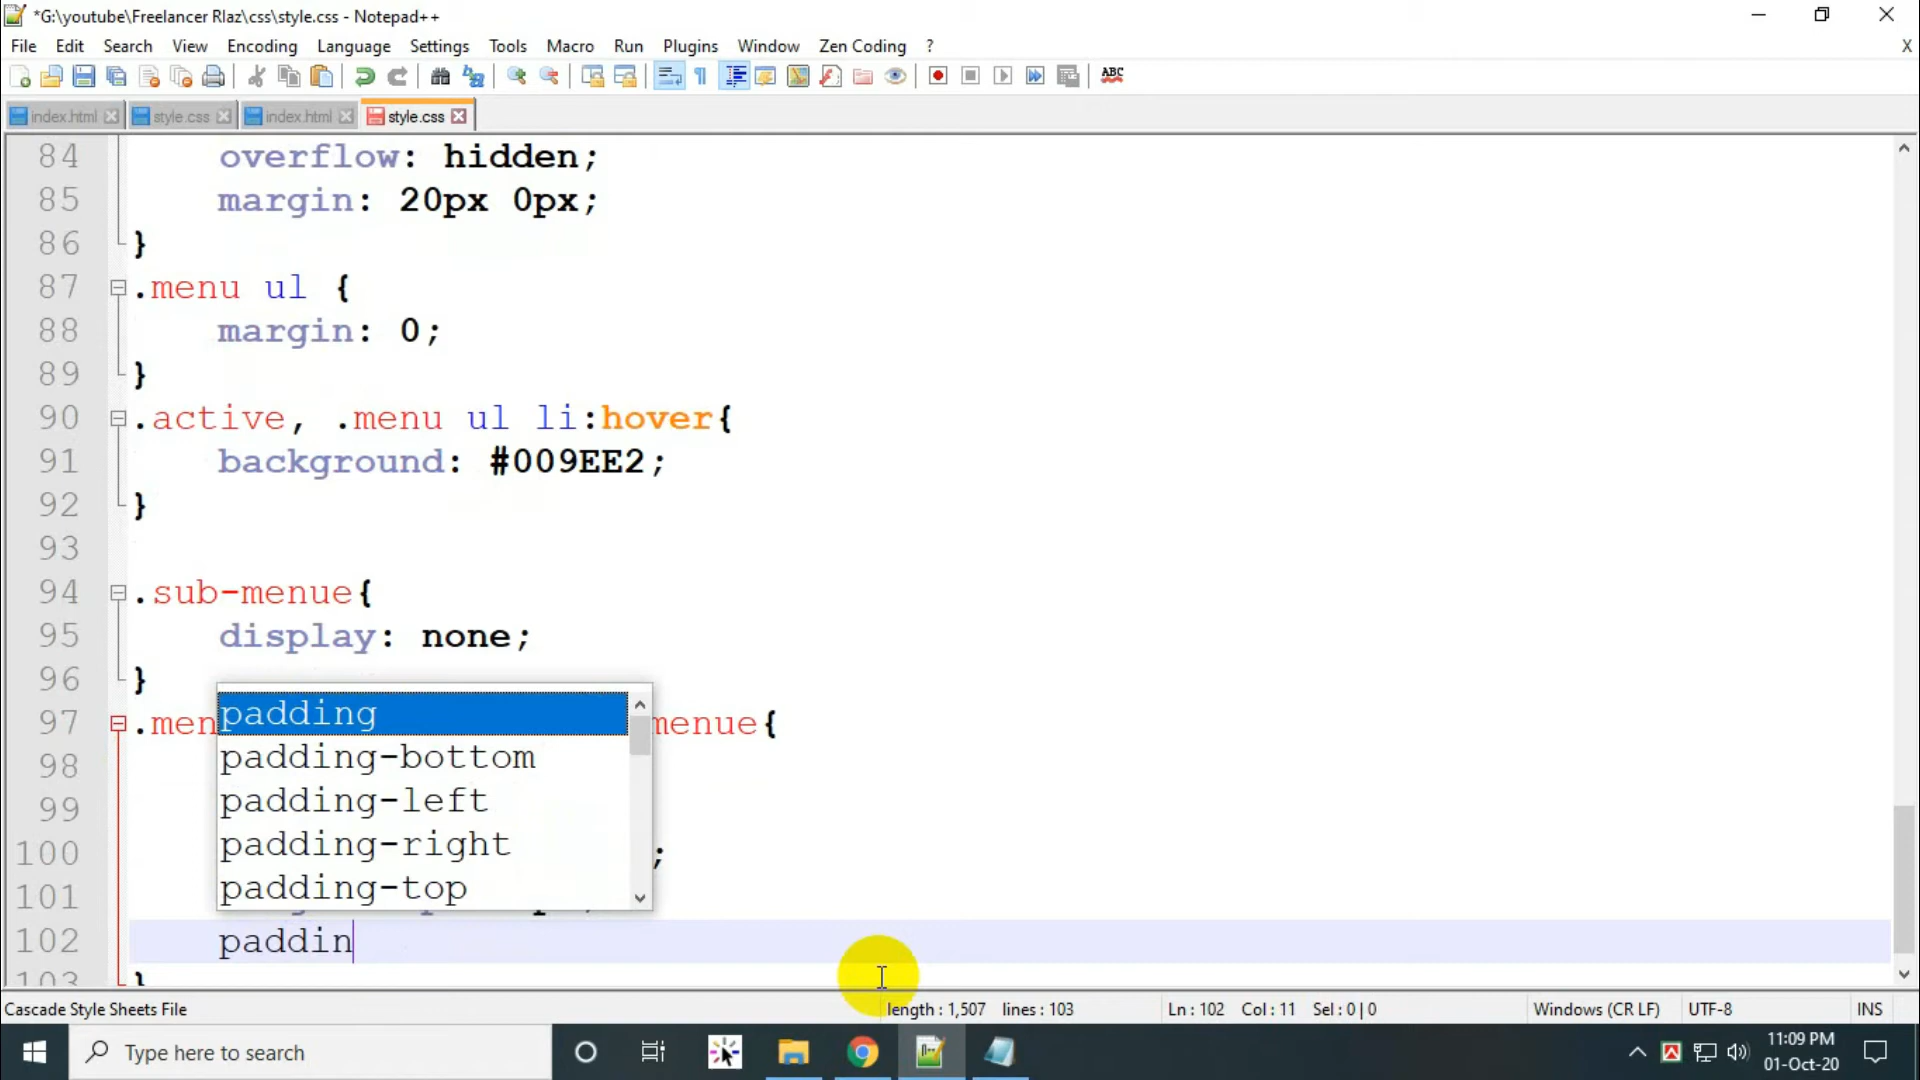 *G:\youtube\Freelancer Rlaz\css\style.css - Notepad++
File Edit Search View Encoding Language Settings Tools Macro Run Plugins Window Zen Coding ? X
ABC
index.html style.css index.html style.css
84 overflow: hidden;
85 margin: 20px 0px;
86 }
87 .menu ul {
88 margin: 0;
89 }
90 .active, .menu ul li:hover{
91 background: #009EE2;
92 }
93
94 .sub-menue{
95 display: none;
96 }
97 .men menue{
98
99
100 ;
101
102 paddin
103 }
padding
padding-bottom
padding-left
padding-right
padding-top
Cascade Style Sheets File length : 1,507 lines : 103 Ln : 102 Col : 11 Sel : 0 | 0 Windows (CR LF) UTF-8 INS
Type here to search
11:09 PM
01-Oct-20